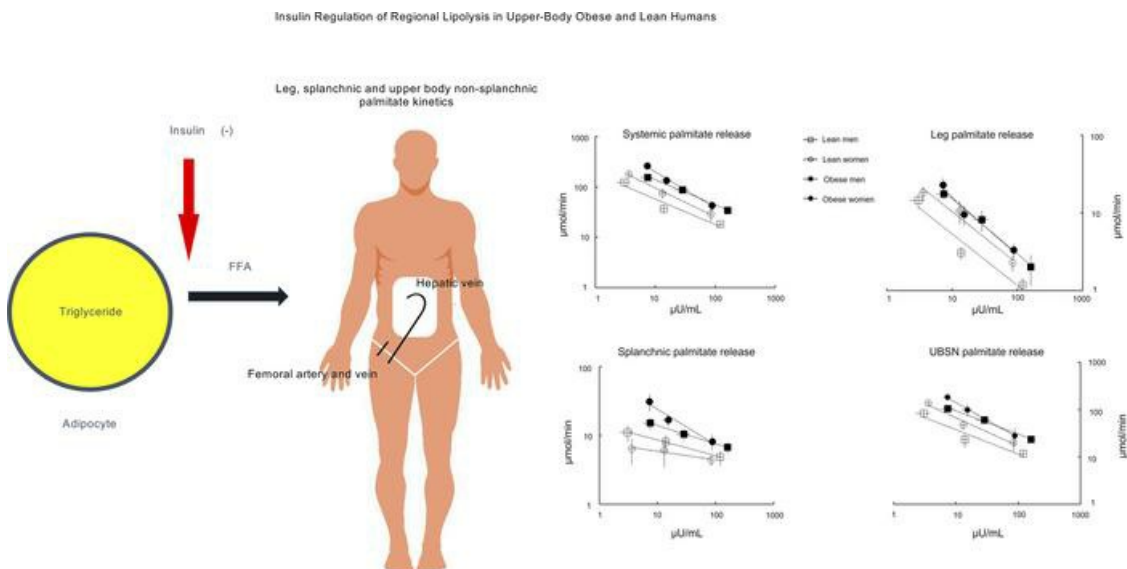 Insulin Regulation of Regional Lipolysis in Upper-Body Obese and Lean Humans
Leg, splanchnic and upper body non-splanchnic
palmitate kinetics
Insulin (-)
FFA
Triglyceride
Adipocyte
Hepatic vein
Femoral artery and vein
Systemic palmitate release
1000
100
10
1
µmol/min
1 10 100 1000
µU/mL
Lean men
Lean women
Obese men
Obese women
Leg palmitate release
100
10
1
µmol/min
1 10 100 1000
µU/mL
Splanchnic palmitate release
100
10
1
µmol/min
1 10 100 1000
µU/mL
UBSN palmitate release
1000
100
10
1
µmol/min
1 10 100 1000
µU/mL